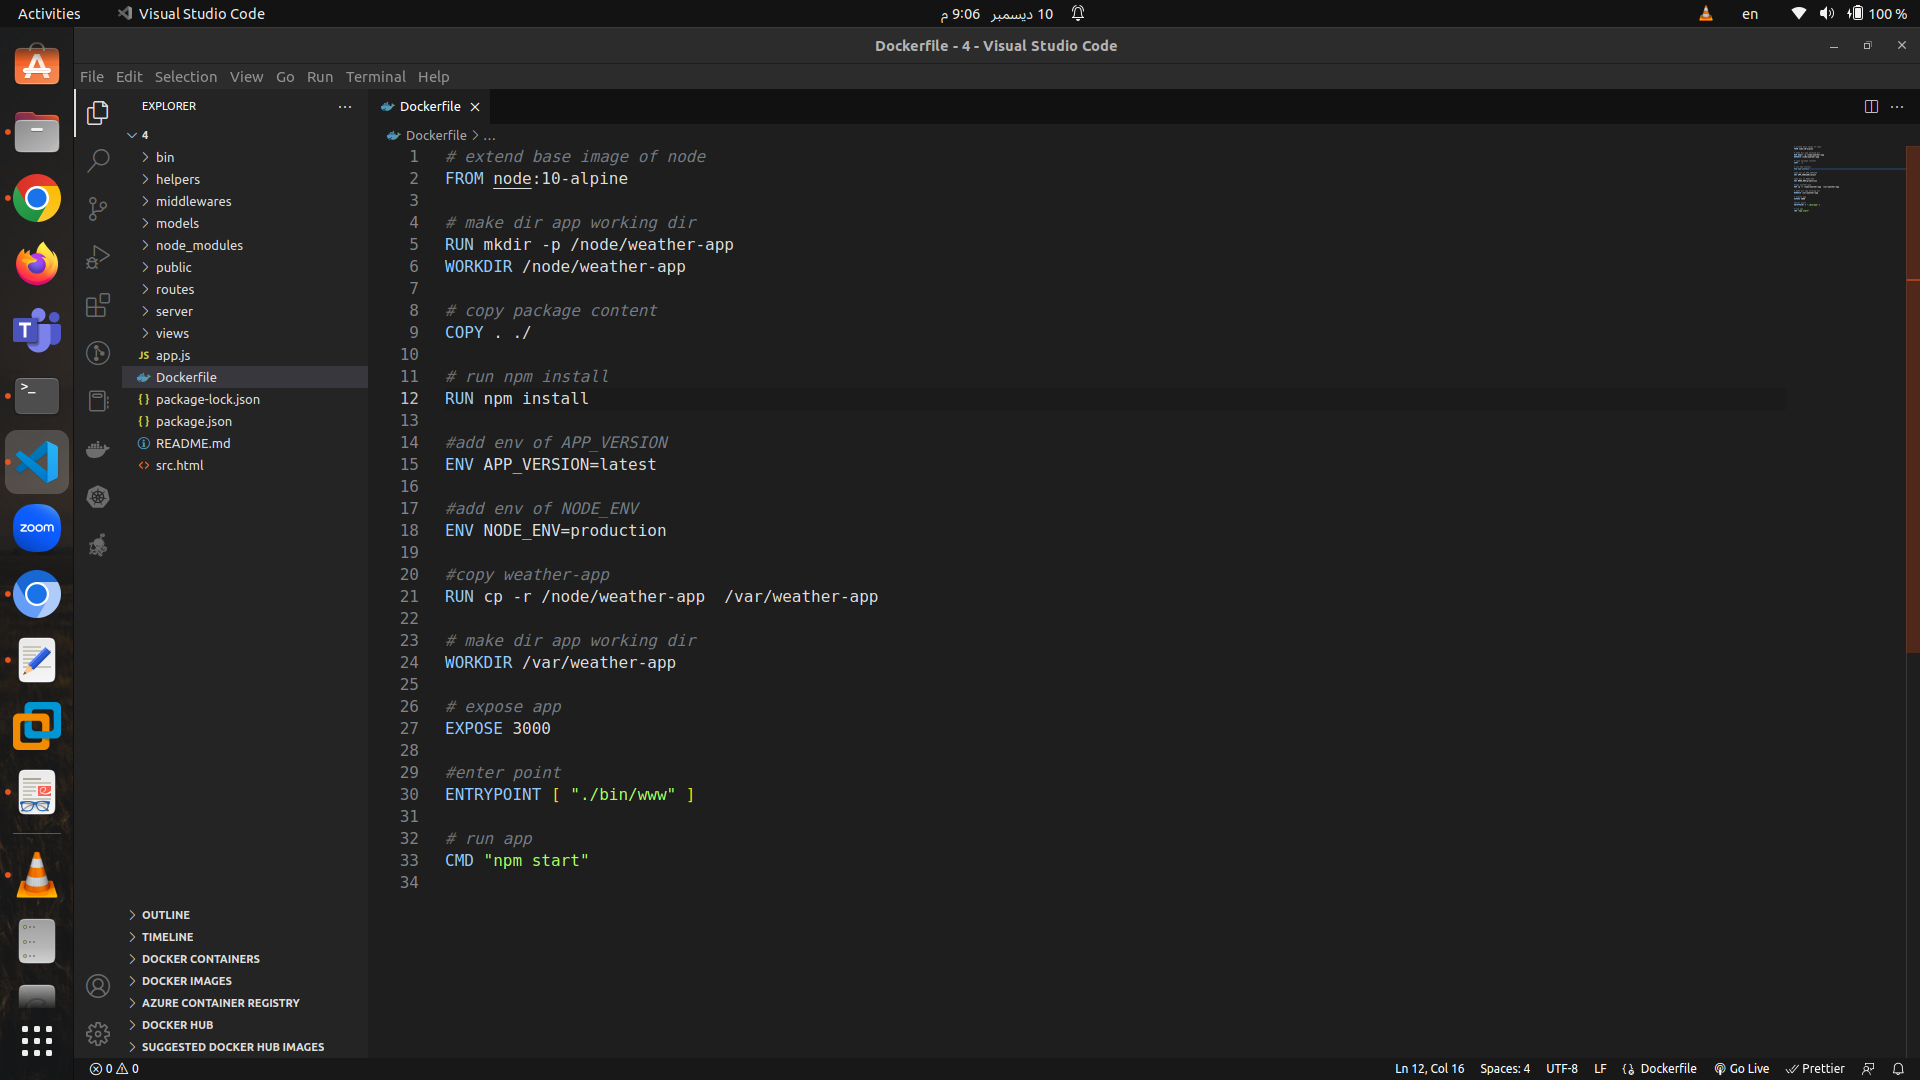 Activities
Visual Studio Code
10 ديسمبر 9:06 م
en
100 %
Dockerfile - 4 - Visual Studio Code
File Edit Selection View Go Run Terminal Help
EXPLORER
4
bin
helpers
middlewares
models
node_modules
public
routes
server
views
JS app.js
Dockerfile
{} package-lock.json
{} package.json
README.md
<> src.html
OUTLINE
TIMELINE
DOCKER CONTAINERS
DOCKER IMAGES
AZURE CONTAINER REGISTRY
DOCKER HUB
SUGGESTED DOCKER HUB IMAGES
T
>_
zoom
Dockerfile
Dockerfile > ...
1 # extend base image of node
2 FROM node:10-alpine
3
4 # make dir app working dir
5 RUN mkdir -p /node/weather-app
6 WORKDIR /node/weather-app
7
8 # copy package content
9 COPY . ./
10
11 # run npm install
12 RUN npm install
13
14 #add env of APP_VERSION
15 ENV APP_VERSION=latest
16
17 #add env of NODE_ENV
18 ENV NODE_ENV=production
19
20 #copy weather-app
21 RUN cp -r /node/weather-app  /var/weather-app
22
23 # make dir app working dir
24 WORKDIR /var/weather-app
25
26 # expose app
27 EXPOSE 3000
28
29 #enter point
30 ENTRYPOINT [ "./bin/www" ]
31
32 # run app
33 CMD "npm start"
34
0 0
Ln 12, Col 16 Spaces: 4 UTF-8 LF Dockerfile Go Live Prettier